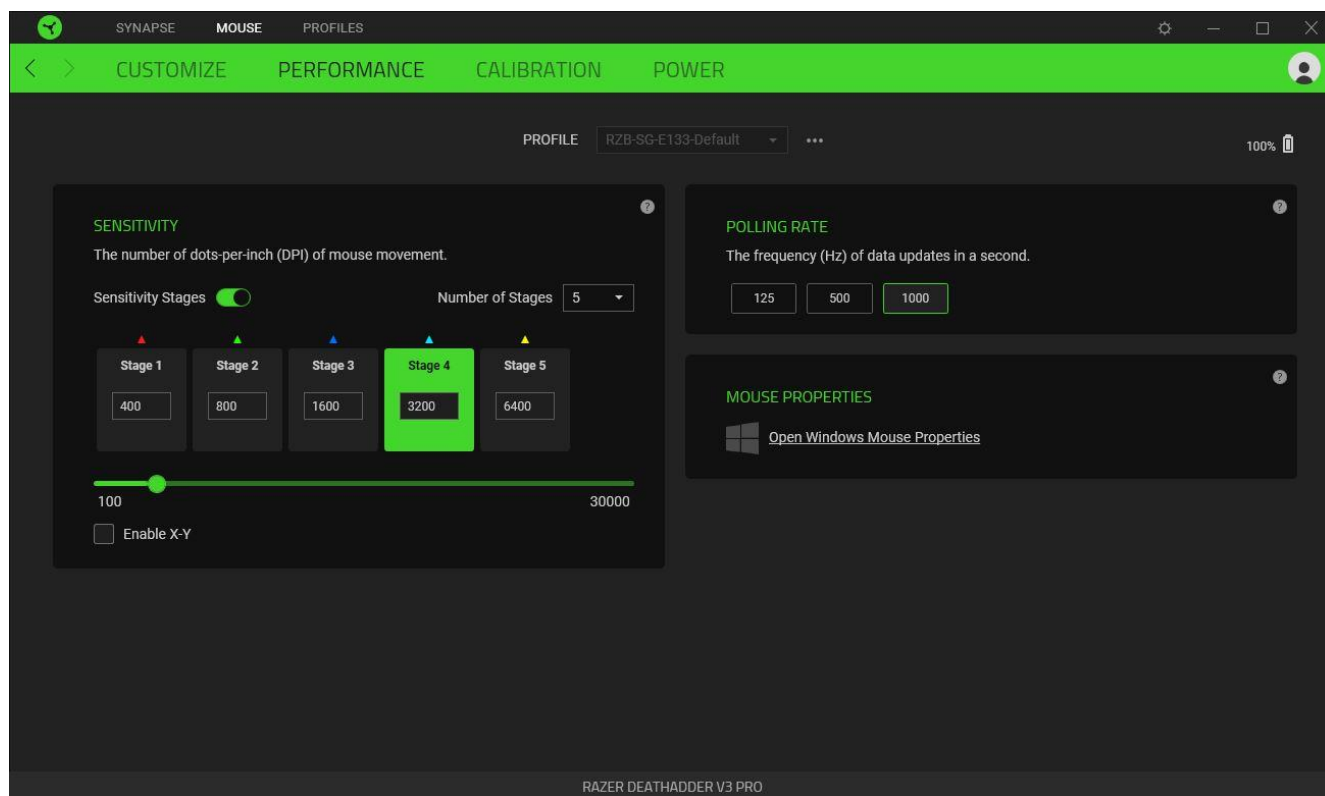 SYNAPSE MOUSE PROFILES
CUSTOMIZE PERFORMANCE CALIBRATION POWER
PROFILE RZB-SG-E133-Default
100%
SENSITIVITY
The number of dots-per-inch (DPI) of mouse movement.
Sensitivity Stages Number of Stages 5
Stage 1 Stage 2 Stage 3 Stage 4 Stage 5
400 800 1600 3200 6400
100 30000
Enable X-Y
POLLING RATE
The frequency (Hz) of data updates in a second.
125 500 1000
MOUSE PROPERTIES
Open Windows Mouse Properties
RAZER DEATHADDER V3 PRO